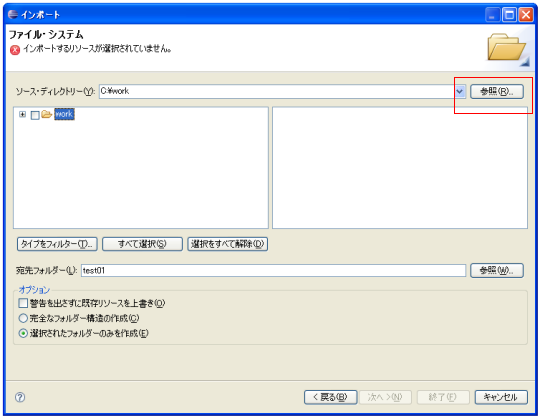 インポート
ファイル・システム
インポートするリソースが選択されていません。
ソース・ディレクトリー(Y): C:¥work 参照(R)...
work
タイプをフィルター(T)... すべて選択(S) 選択をすべて解除(D)
宛先フォルダー(L): test01 参照(W)...
オプション
警告を出さずに既存リソースを上書き(O)
完全なフォルダー構造の作成(C)
選択されたフォルダーのみを作成(E)
< 戻る(B) 次へ >(N) 終了(F) キャンセル